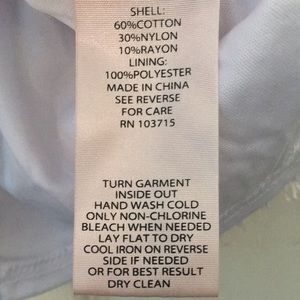 SHELL:
60%COTTON
30%NYLON
10%RAYON
LINING:
100%POLYESTER
MADE IN CHINA
SEE REVERSE
FOR CARE
RN 103715
TURN GARMENT
INSIDE OUT
HAND WASH COLD
ONLY NON-CHLORINE
BLEACH WHEN NEEDED
LAY FLAT TO DRY
COOL IRON ON REVERSE
SIDE IF NEEDED
OR FOR BEST RESULT
DRY CLEAN